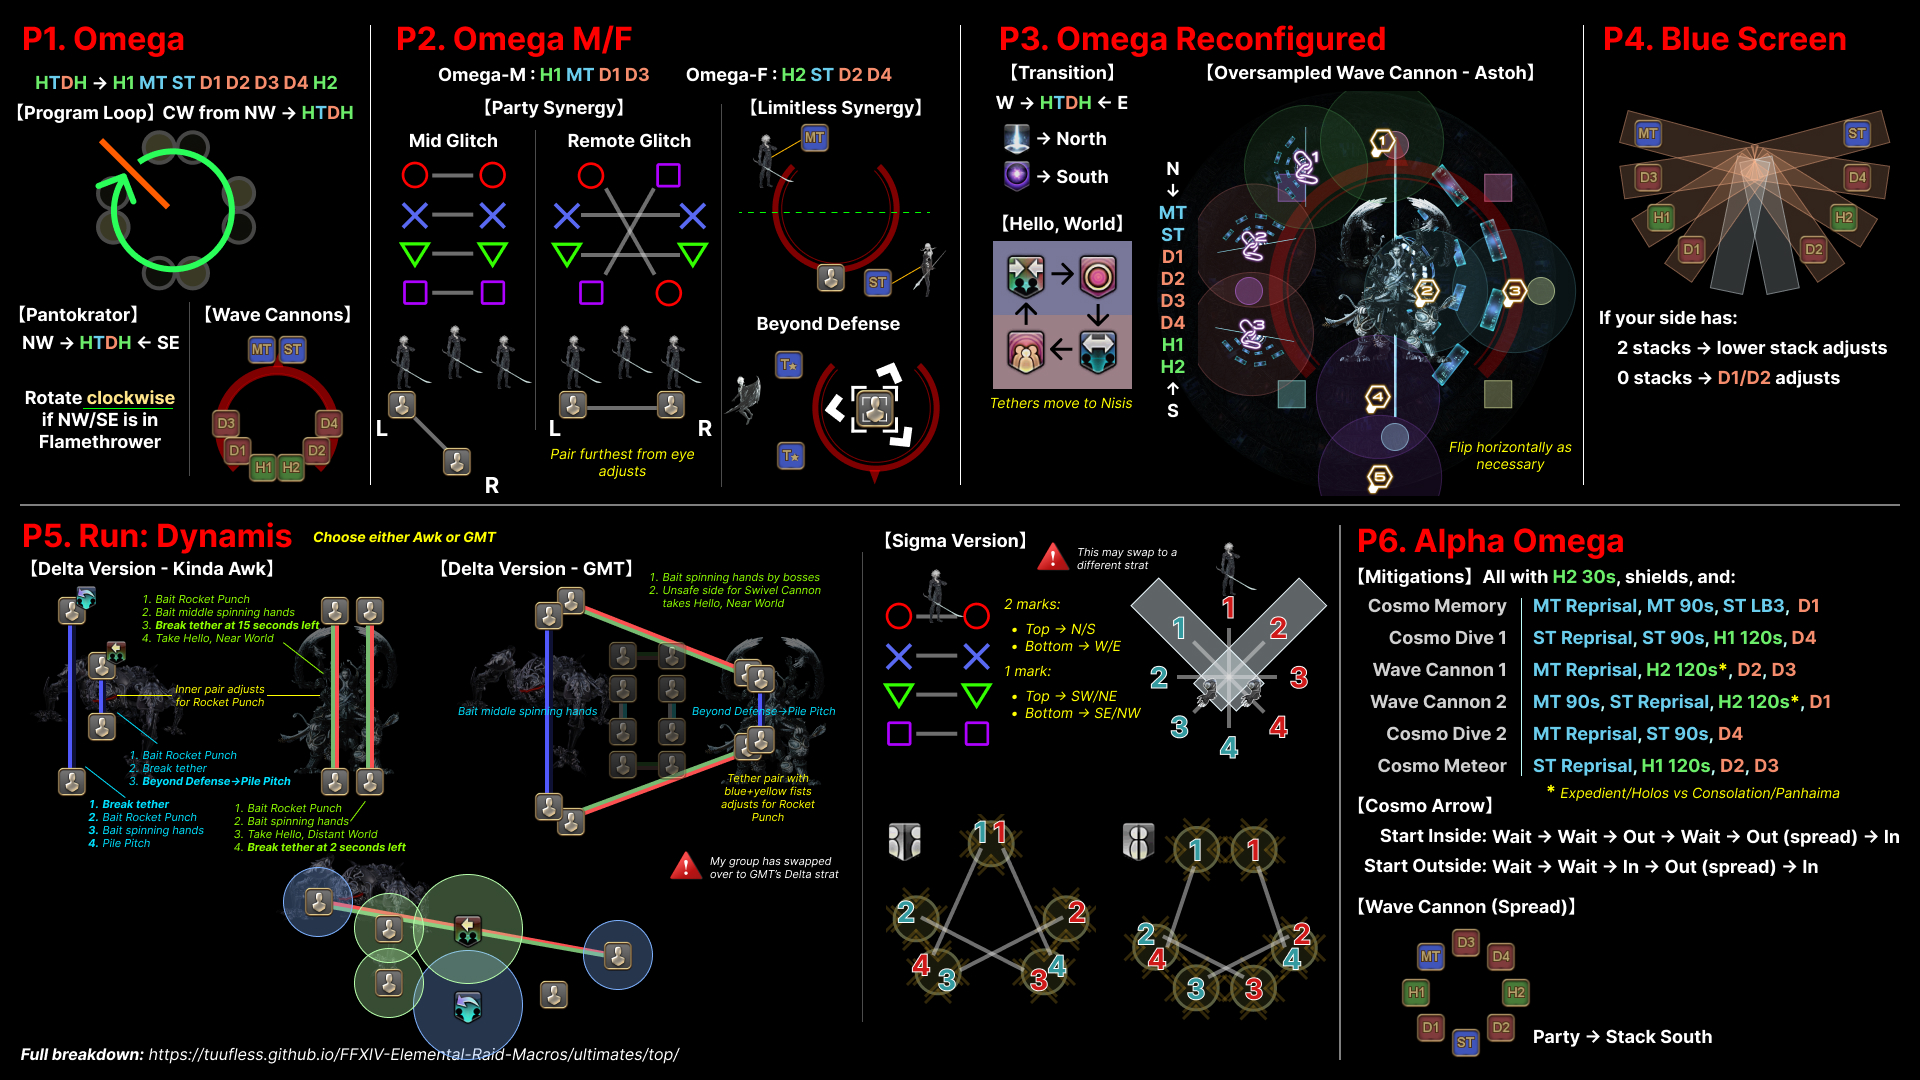 P1. Omega
HTDH → H1 MT ST D1 D2 D3 D4 H2
【Program Loop】CW from NW → HTDH
【Pantokrator】
NW → HTDH ← SE
Rotate clockwise
if NW/SE is in
Flamethrower
【Wave Cannons】
MT ST
D3 D4
D1 D2
H1 H2
P2. Omega M/F
Omega-M : H1 MT D1 D3
Omega-F : H2 ST D2 D4
【Party Synergy】
Mid Glitch
Remote Glitch
L
R
L
R
Pair furthest from eye
adjusts
【Limitless Synergy】
MT
ST
Beyond Defense
T★
T★
P3. Omega Reconfigured
【Transition】
W → HTDH ← E
→ North
→ South
【Hello, World】
Tethers move to Nisis
【Oversampled Wave Cannon - Astoh】
N
↓
MT
ST
D1
D2
D3
D4
H1
H2
↑
S
1
1
2
2
3
3
4
5
Flip horizontally as
necessary
P4. Blue Screen
MT ST
D3 D4
H1 H2
D1 D2
If your side has:
2 stacks → lower stack adjusts
0 stacks → D1/D2 adjusts
P5. Run: Dynamis
Choose either Awk or GMT
【Delta Version - Kinda Awk】
1. Bait Rocket Punch
2. Bait middle spinning hands
3. Break tether at 15 seconds left
4. Take Hello, Near World
Inner pair adjusts
for Rocket Punch
1. Bait Rocket Punch
2. Break tether
3. Beyond Defense→Pile Pitch
1. Break tether
2. Bait Rocket Punch
3. Bait spinning hands
4. Pile Pitch
1. Bait Rocket Punch
2. Bait spinning hands
3. Take Hello, Distant World
4. Break tether at 2 seconds left
【Delta Version - GMT】
1. Bait spinning hands by bosses
2. Unsafe side for Swivel Cannon
takes Hello, Near World
Bait middle spinning hands
Beyond Defense→Pile Pitch
Tether pair with
blue+yellow fists
adjusts for Rocket
Punch
My group has swapped
over to GMT's Delta strat
Full breakdown: https://tuufless.github.io/FFXIV-Elemental-Raid-Macros/ultimates/top/
【Sigma Version】
This may swap to a
different strat
2 marks:
• Top → N/S
• Bottom → W/E
1 mark:
• Top → SW/NE
• Bottom → SE/NW
1
1 2
2 3
3 4
4
1 1
2 2
4 3 3 4
1 1
2 2
4 4
3 3
P6. Alpha Omega
【Mitigations】All with H2 30s, shields, and:
Cosmo Memory MT Reprisal, MT 90s, ST LB3, D1
Cosmo Dive 1 ST Reprisal, ST 90s, H1 120s, D4
Wave Cannon 1 MT Reprisal, H2 120s*, D2, D3
Wave Cannon 2 MT 90s, ST Reprisal, H2 120s*, D1
Cosmo Dive 2 MT Reprisal, ST 90s, D4
Cosmo Meteor ST Reprisal, H1 120s, D2, D3
* Expedient/Holos vs Consolation/Panhaima
【Cosmo Arrow】
Start Inside: Wait → Wait → Out → Wait → Out (spread) → In
Start Outside: Wait → Wait → In → Out (spread) → In
【Wave Cannon (Spread)】
D3
MT D4
H1 H2
D1 D2
ST
Party → Stack South